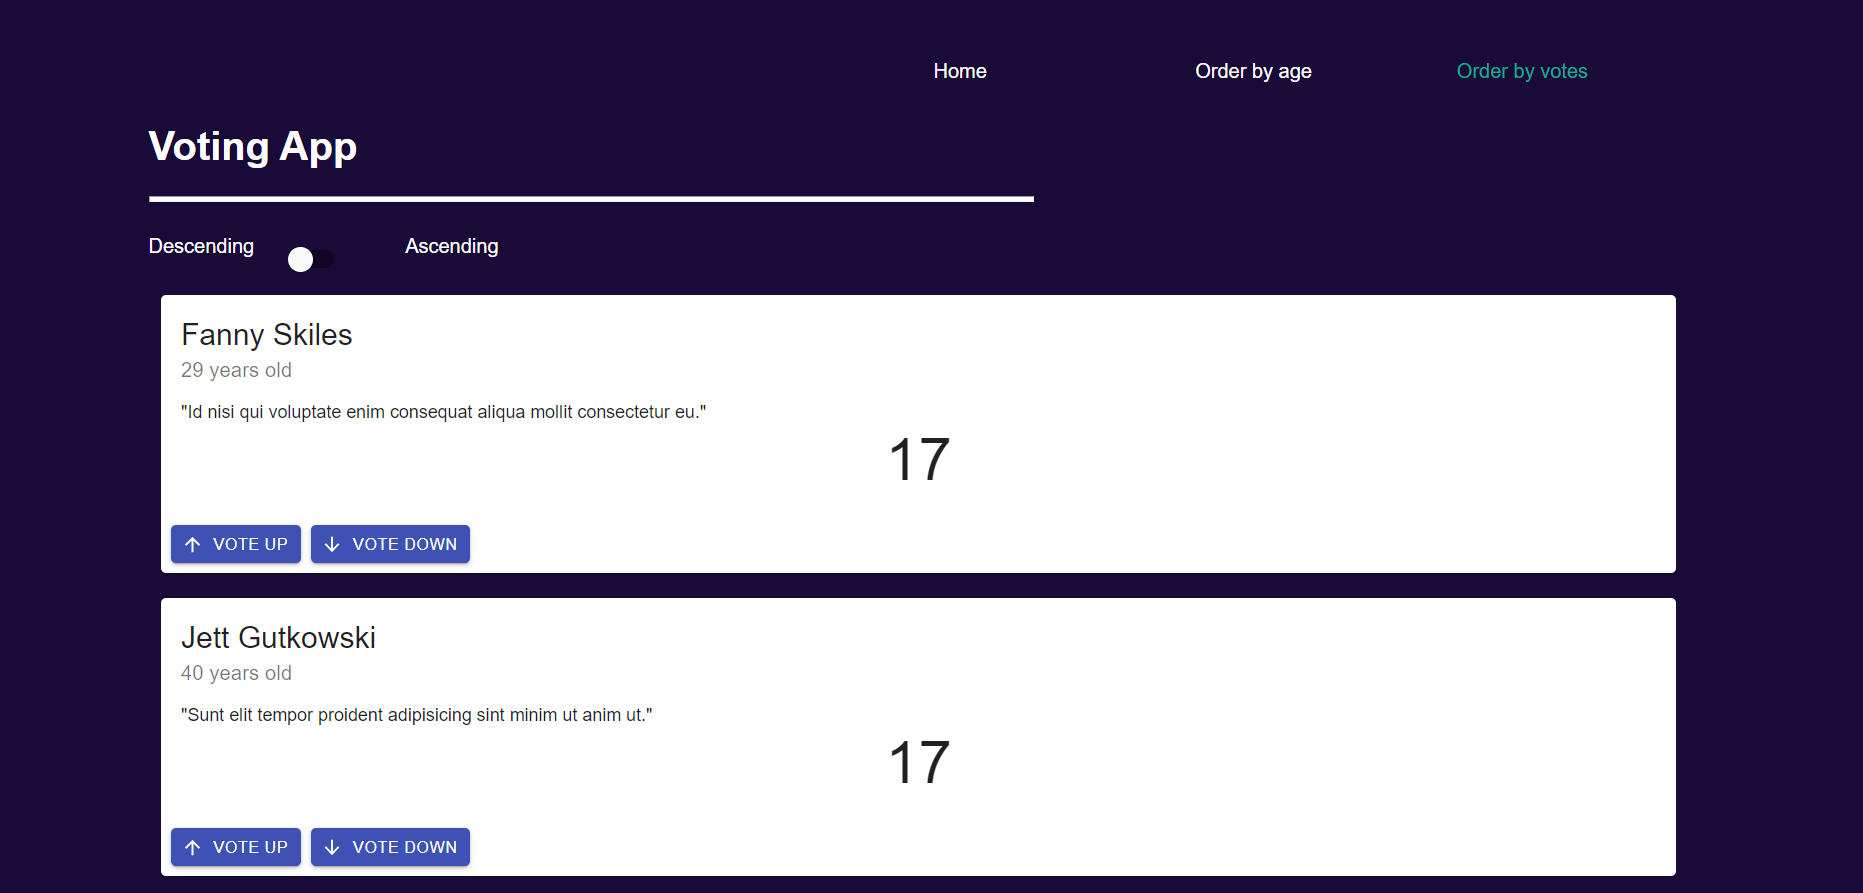 Home Order by age Order by votes
Voting App
Descending Ascending
Fanny Skiles
29 years old
"Id nisi qui voluptate enim consequat aliqua mollit consectetur eu."
17
VOTE UP VOTE DOWN
Jett Gutkowski
40 years old
"Sunt elit tempor proident adipisicing sint minim ut anim ut."
17
VOTE UP VOTE DOWN